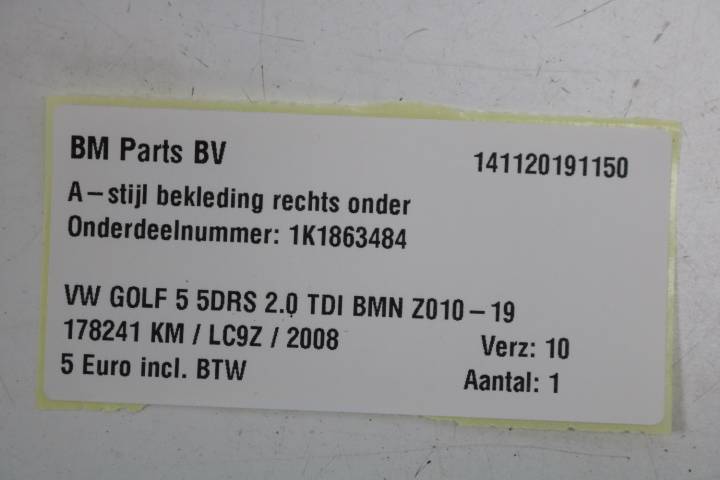 BM Parts BV 141120191150
A-stijl bekleding rechts onder
Onderdeelnummer: 1K1863484
VW GOLF 5 5DRS 2.0 TDI BMN Z010-19
178241 KM / LC9Z / 2008 Verz: 10
5 Euro incl. BTW Aantal: 1